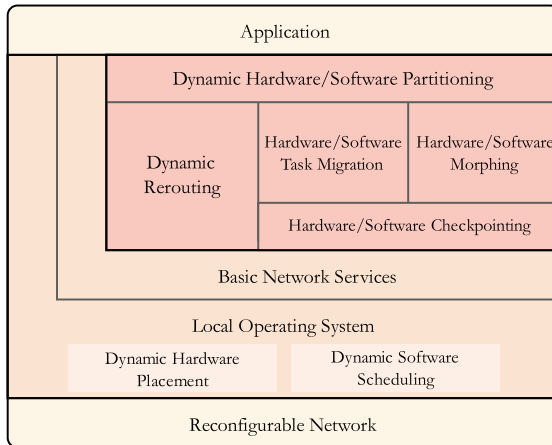 Application
Dynamic Hardware/Software Partitioning
Dynamic
Rerouting
Hardware/Software
Task Migration
Hardware/Software
Morphing
Hardware/Software Checkpointing
Basic Network Services
Local Operating System
Dynamic Hardware
Placement
Dynamic Software
Scheduling
Reconfigurable Network